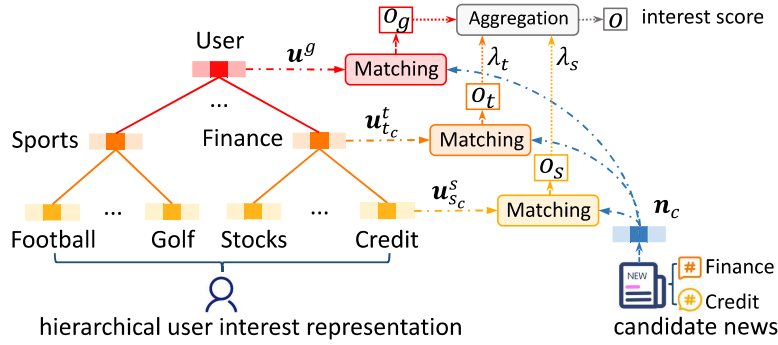 o_g
Aggregation
o
interest score
User
u^g
Matching
λ_t
λ_s
...
o_t
Sports
Finance
u^t_{t_c}
Matching
o_s
u^s_{s_c}
Matching
n_c
...
...
Football
Golf
Stocks
Credit
NEW
# Finance
# Credit
hierarchical user interest representation
candidate news